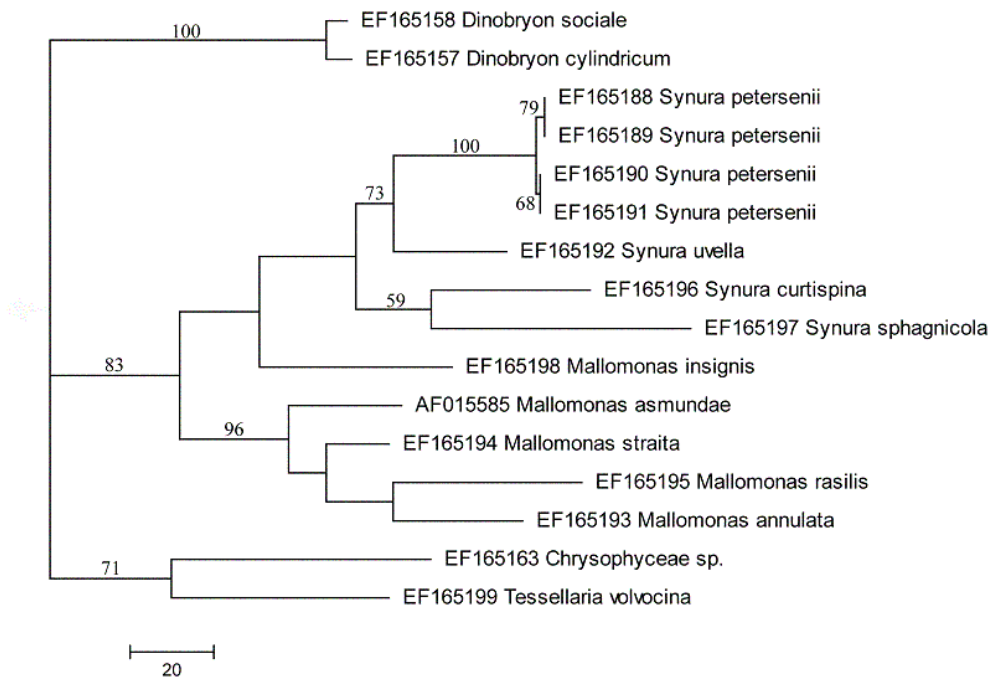 EF165158 Dinobryon sociale
100
EF165157 Dinobryon cylindricum
EF165188 Synura petersenii
79
EF165189 Synura petersenii
100
EF165190 Synura petersenii
73
68
EF165191 Synura petersenii
EF165192 Synura uvella
EF165196 Synura curtispina
59
EF165197 Synura sphagnicola
83
EF165198 Mallomonas insignis
AF015585 Mallomonas asmundae
96
EF165194 Mallomonas straita
EF165195 Mallomonas rasilis
EF165193 Mallomonas annulata
EF165163 Chrysophyceae sp.
71
EF165199 Tessellaria volvocina
20